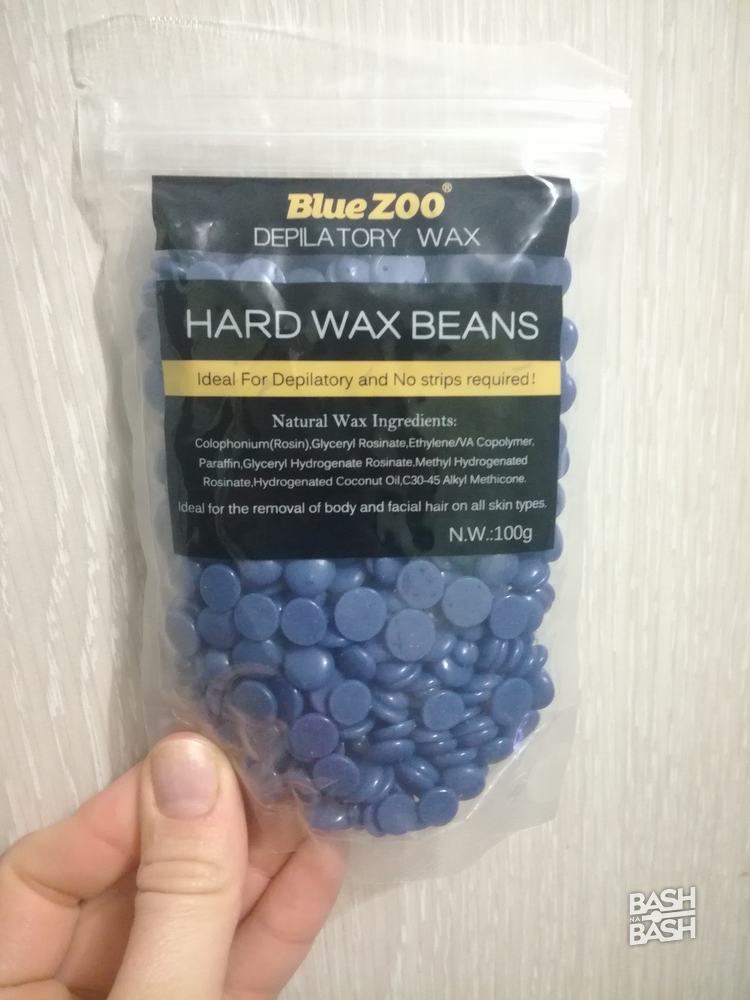 Blue ZOO®
DEPILATORY WAX
HARD WAX BEANS
Ideal For Depilatory and No strips required!
Natural Wax Ingredients:
Colophonium(Rosin),Glyceryl Rosinate,Ethylene/VA Copolymer,
Paraffin,Glyceryl Hydrogenate Rosinate,Methyl Hydrogenated
Rosinate,Hydrogenated Coconut Oil,C30-45 Alkyl Methicone.
Ideal for the removal of body and facial hair on all skin types.
N.W.:100g
BASH
NA
BASH